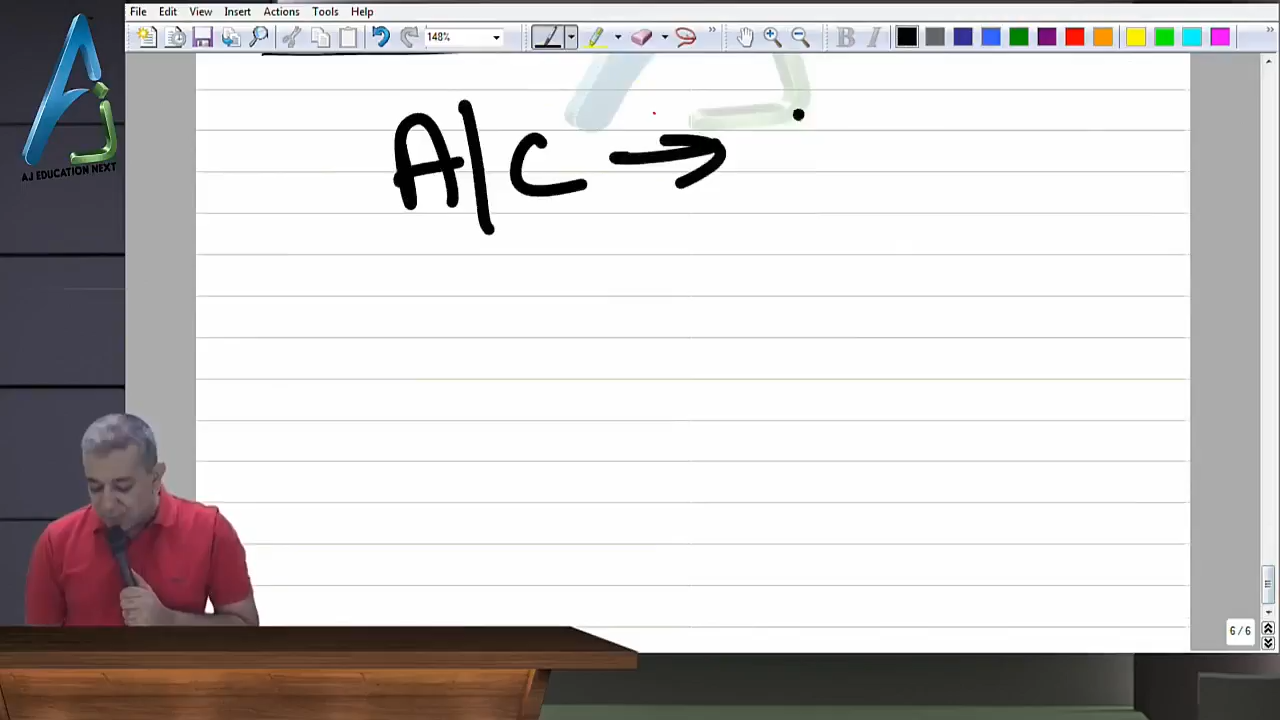 AJ EDUCATION NEXT
File Edit View Insert Actions Tools Help
148%
B I
A/C →
6 / 6